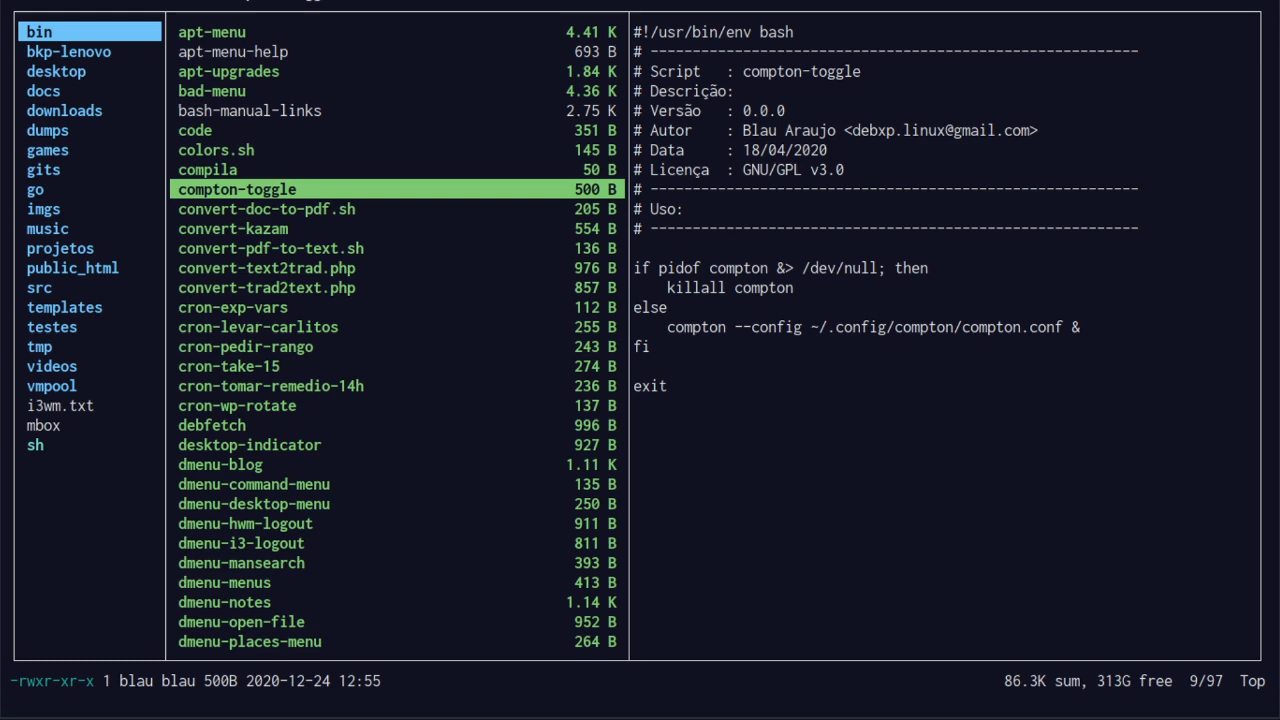 bin
bkp-lenovo
desktop
docs
downloads
dumps
games
gits
go
imgs
music
projetos
public_html
src
templates
testes
tmp
videos
vmpool
i3wm.txt
mbox
sh
apt-menu 4.41 K
apt-menu-help 693 B
apt-upgrades 1.84 K
bad-menu 4.36 K
bash-manual-links 2.75 K
code 351 B
colors.sh 145 B
compila 50 B
compton-toggle 500 B
convert-doc-to-pdf.sh 205 B
convert-kazam 554 B
convert-pdf-to-text.sh 136 B
convert-text2trad.php 976 B
convert-trad2text.php 857 B
cron-exp-vars 112 B
cron-levar-carlitos 255 B
cron-pedir-rango 243 B
cron-take-15 274 B
cron-tomar-remedio-14h 236 B
cron-wp-rotate 137 B
debfetch 996 B
desktop-indicator 927 B
dmenu-blog 1.11 K
dmenu-command-menu 135 B
dmenu-desktop-menu 250 B
dmenu-hwm-logout 911 B
dmenu-i3-logout 811 B
dmenu-mansearch 393 B
dmenu-menus 413 B
dmenu-notes 1.14 K
dmenu-open-file 952 B
dmenu-places-menu 264 B
#!/usr/bin/env bash
# ----------------------------------------------------------
# Script   : compton-toggle
# Descrição:
# Versão   : 0.0.0
# Autor    : Blau Araujo <debxp.linux@gmail.com>
# Data     : 18/04/2020
# Licença  : GNU/GPL v3.0
# ----------------------------------------------------------
# Uso:
# ----------------------------------------------------------
if pidof compton &> /dev/null; then
    killall compton
else
    compton --config ~/.config/compton/compton.conf &
fi
exit
-rwxr-xr-x 1 blau blau 500B 2020-12-24 12:55
86.3K sum, 313G free  9/97  Top